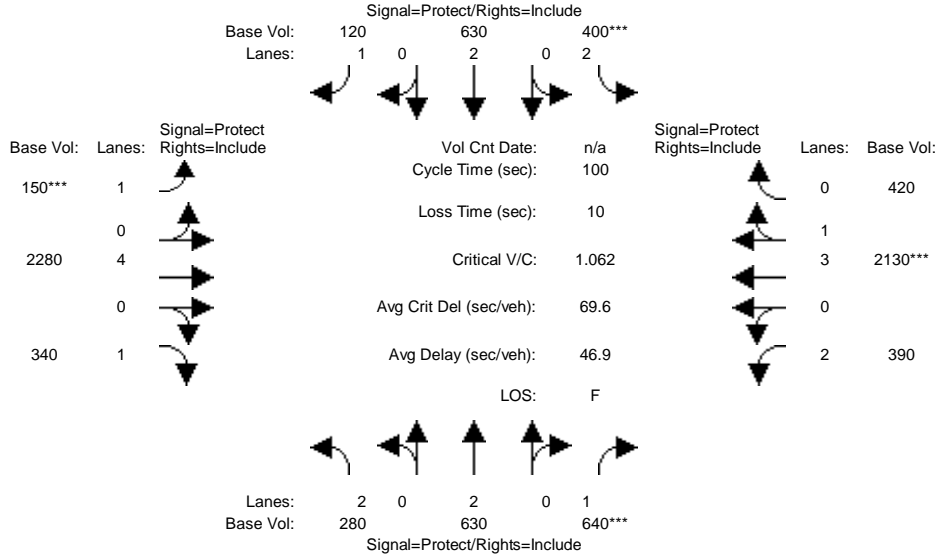 Signal=Protect/Rights=Include
Base Vol: 120 630 400***
Lanes: 1 0 2 0 2
Signal=Protect
Base Vol: Lanes: Rights=Include
Vol Cnt Date: n/a
Signal=Protect
Rights=Include Lanes: Base Vol:
150*** 1
Cycle Time (sec): 100
0 420
Loss Time (sec): 10
0
1
2280 4
Critical V/C: 1.062
3 2130***
0
Avg Crit Del (sec/veh): 69.6
0
340 1
Avg Delay (sec/veh): 46.9
2 390
LOS: F
Lanes: 2 0 2 0 1
Base Vol: 280 630 640***
Signal=Protect/Rights=Include